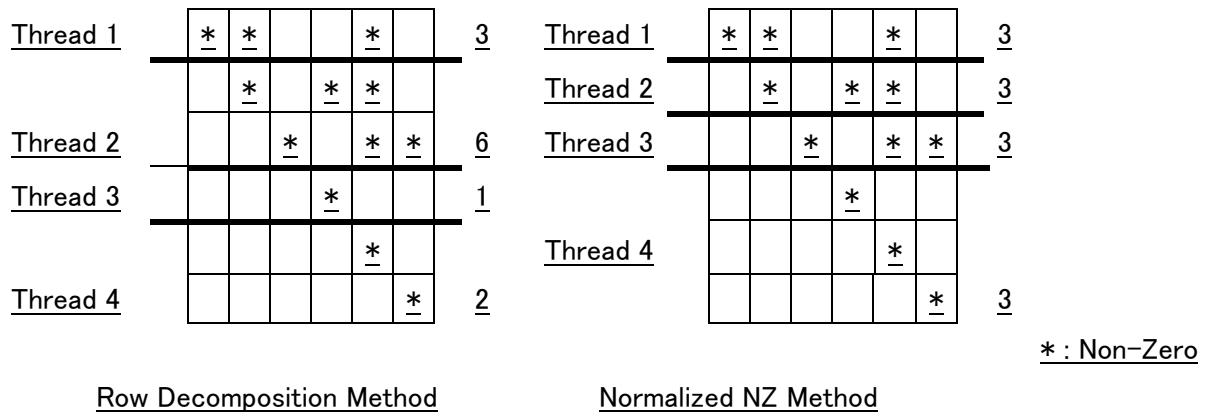 Thread 1 * * * 3 Thread 1 * * * 3
* * * Thread 2 * * * 3
Thread 2 * * * 6 Thread 3 * * * 3
Thread 3 * 1 *
* Thread 4 *
Thread 4 * 2 * 3
* : Non-Zero
Row Decomposition Method Normalized NZ Method